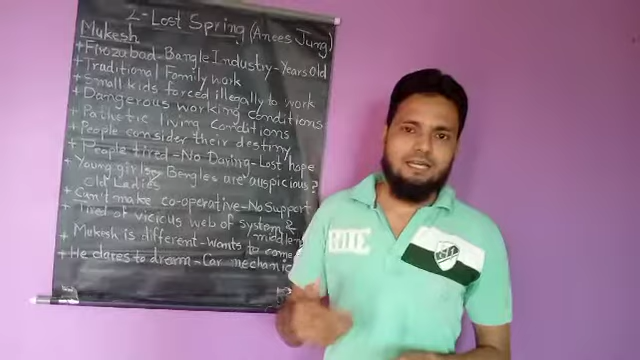 2-Lost Spring (Anees Jung)
Mukesh
+Firozabad-Bangle Industry-Years Old
+Traditional Family work
+Small kids forced illegally to work
+Dangerous working conditions
+Pathetic living conditions
+People consider their destiny
+People tired-No Daring-Lost hope
+Young girls Bengles are auspicious?
Old Ladies
+Can't make co-operative-No Support
+Tired of vicious web of system &
+Mukesh is different-Wants to come
+He dares to dream-Car mechanic